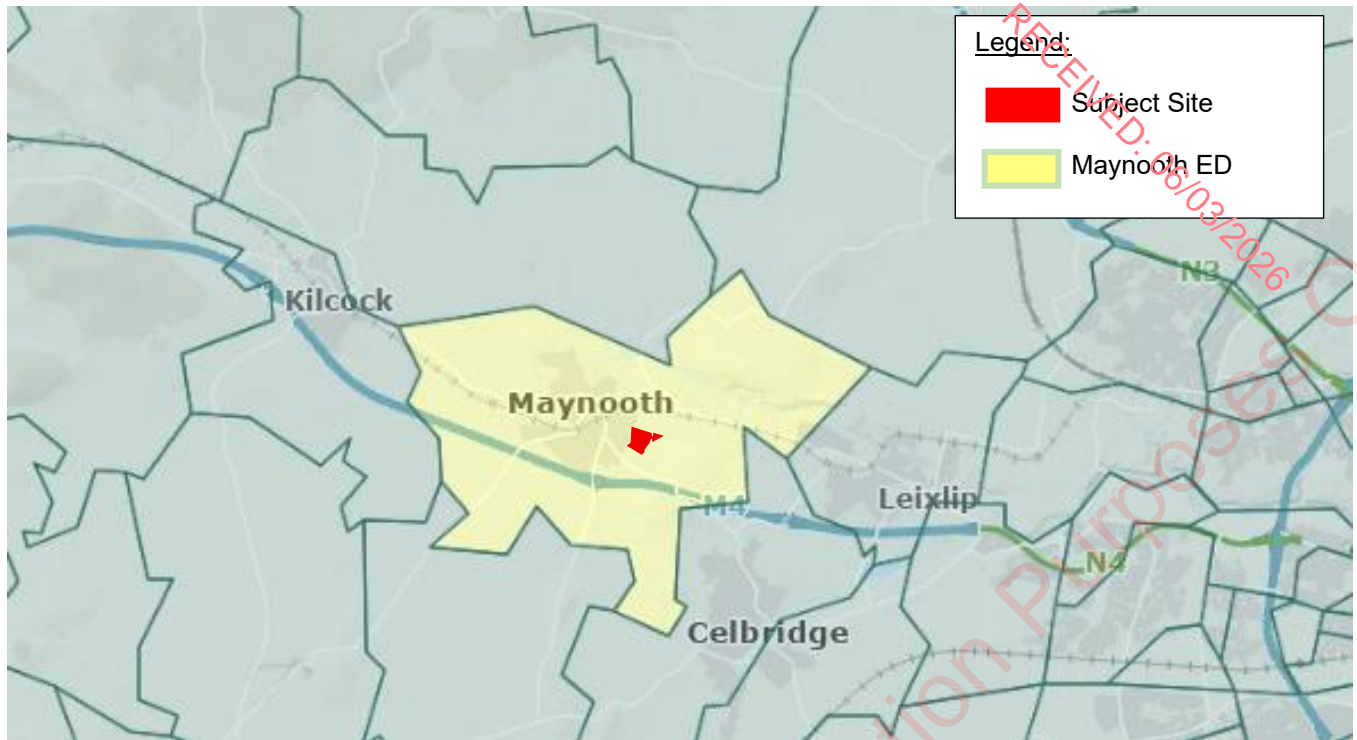 Legend:
Subject Site
Maynooth ED
RECEIVED: 06/03/2026
N3
Kilcock
Maynooth
M4
Leixlip
N4
Celbridge
Purposes